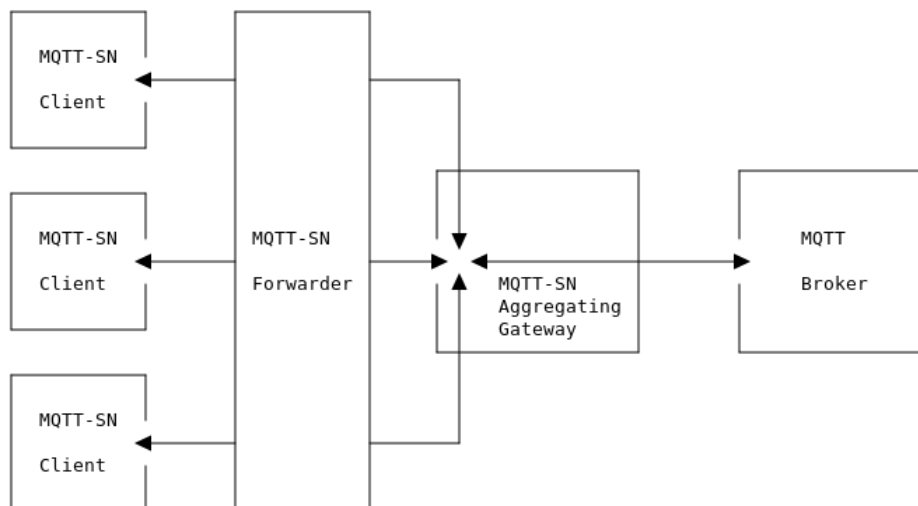 MQTT-SN
Client
MQTT-SN
Client
MQTT-SN
Forwarder
MQTT-SN
Aggregating
Gateway
MQTT
Broker
MQTT-SN
Client